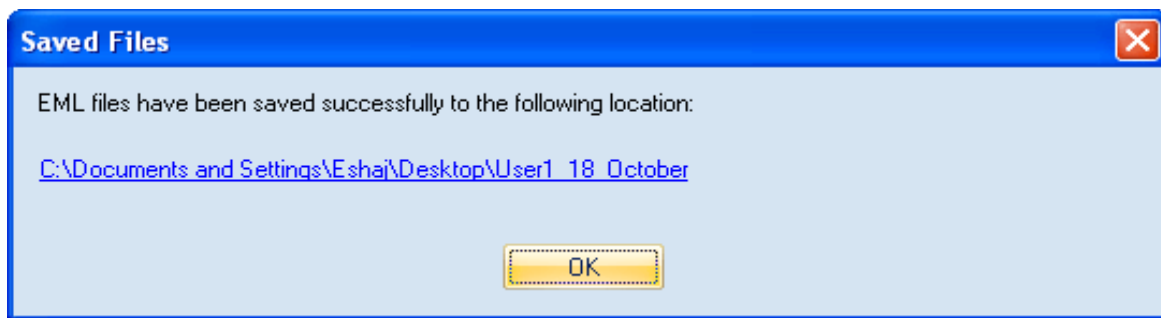 Saved Files
EML files have been saved successfully to the following location:
C:\Documents and Settings\Eshaj\Desktop\User1_18_October
OK